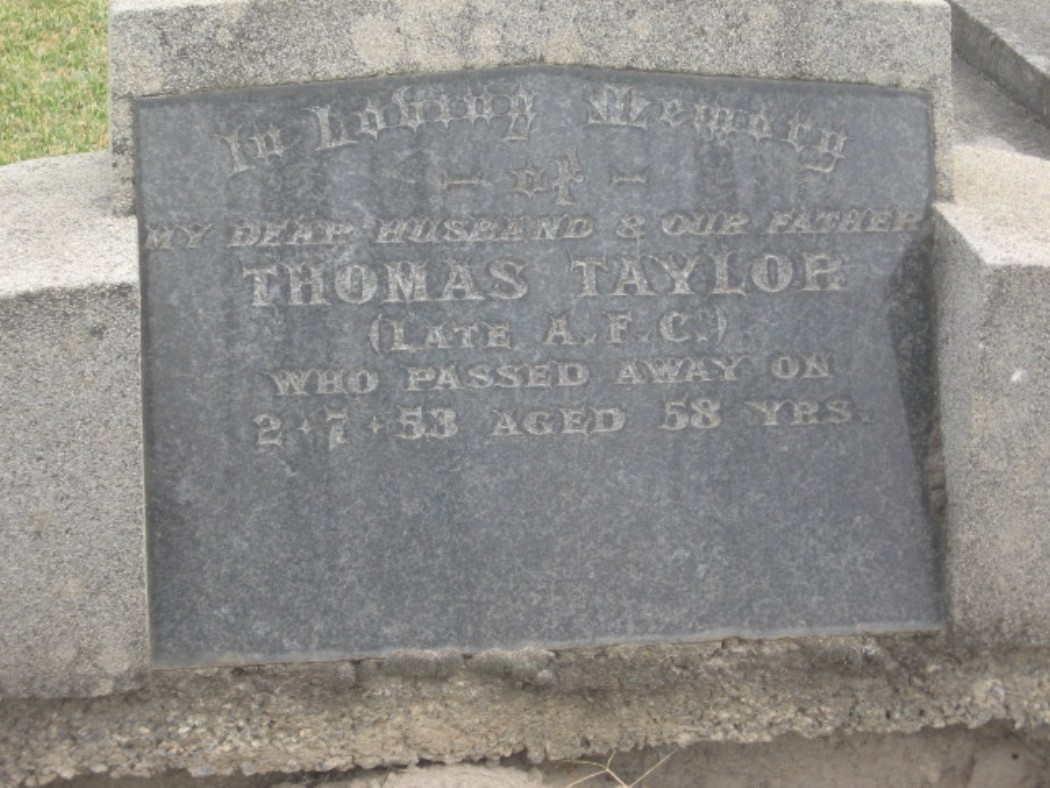 In Loving Memory
- of -
MY DEAR HUSBAND & OUR FATHER
THOMAS TAYLOR
(LATE A.F.C.)
WHO PASSED AWAY ON
2·7·53 AGED 58 YRS.